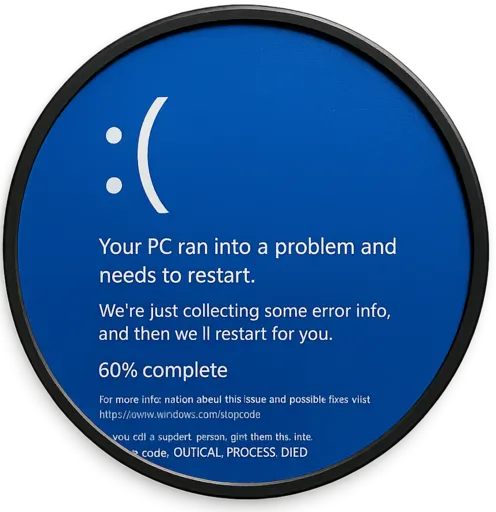 :(
Your PC ran into a problem and
needs to restart.
We're just collecting some error info,
and then we ll restart for you.
60% complete
For more info: nation abeul this issue and possible fixes viist
https://owiw.windows.com/stopcode
you cdl a supdert person, gint them ths. inte.
code, OUTICAL, PROCESS. DIED